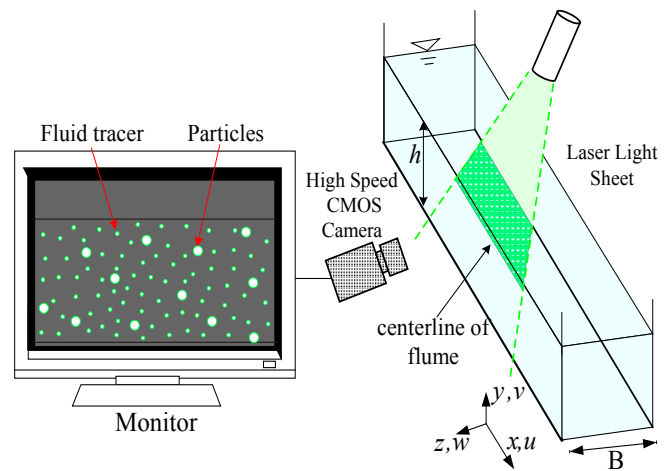 Fluid tracer
Particles
Monitor
High Speed
CMOS
Camera
h
Laser Light
Sheet
centerline of
flume
y,v
z,w
x,u
B